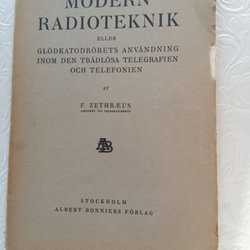 MODERN
RADIOTEKNIK
ELLER
GLÖDKATODRÖRETS ANVÄNDNING
INOM DEN TRÅDLÖSA TELEGRAFIEN
OCH TELEFONIEN
AV
F. ZETHRÆUS
STOCKHOLM
ALBERT BONNIERS FÖRLAG